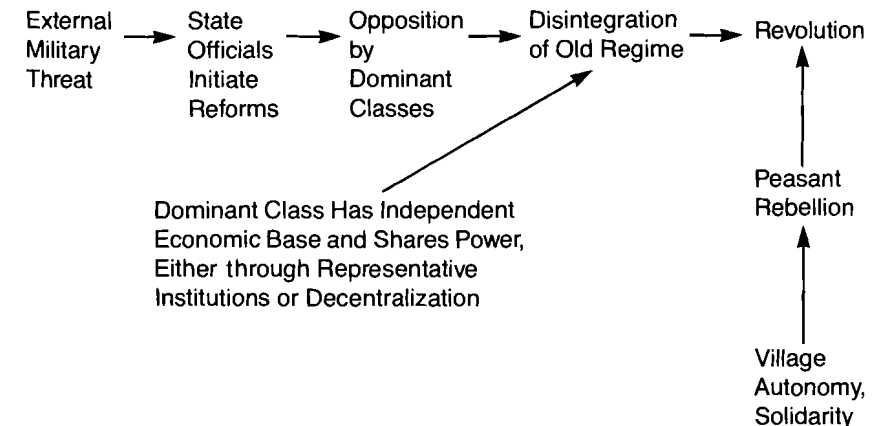 External
Military
Threat
State
Officials
Initiate
Reforms
Opposition
by
Dominant
Classes
Disintegration
of Old Regime
Revolution
Dominant Class Has Independent
Economic Base and Shares Power,
Either through Representative
Institutions or Decentralization
Peasant
Rebellion
Village
Autonomy,
Solidarity